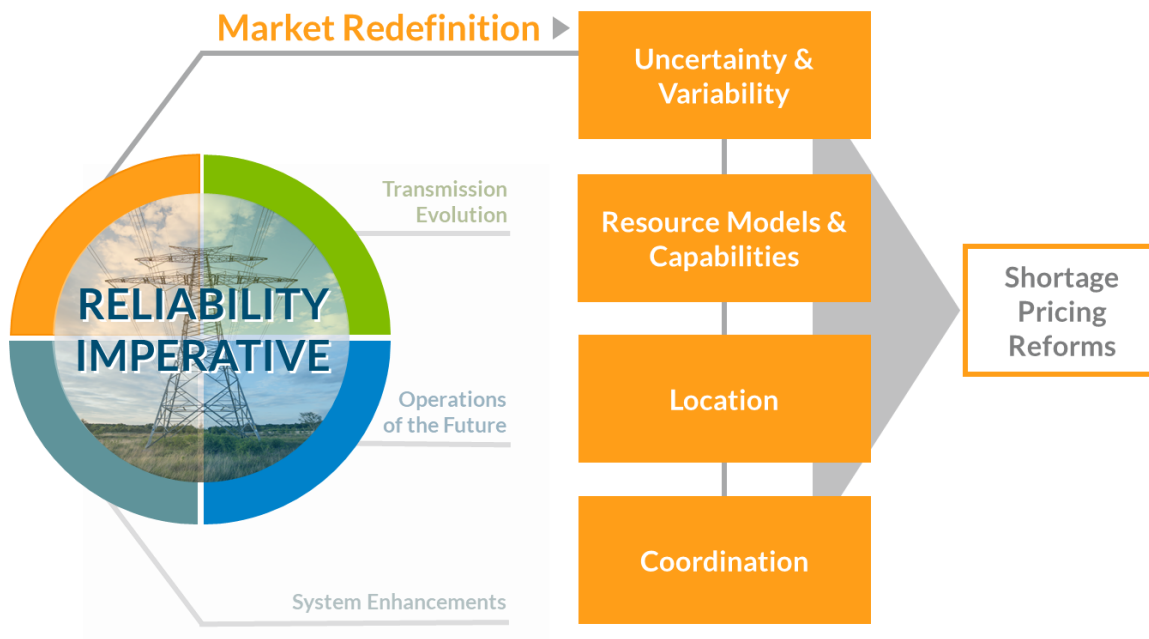 Market Redefinition
Uncertainty &
Variability
Transmission
Evolution
Resource Models &
Capabilities
RELIABILITY
IMPERATIVE
Shortage
Pricing
Reforms
Operations
of the Future
Location
Coordination
System Enhancements